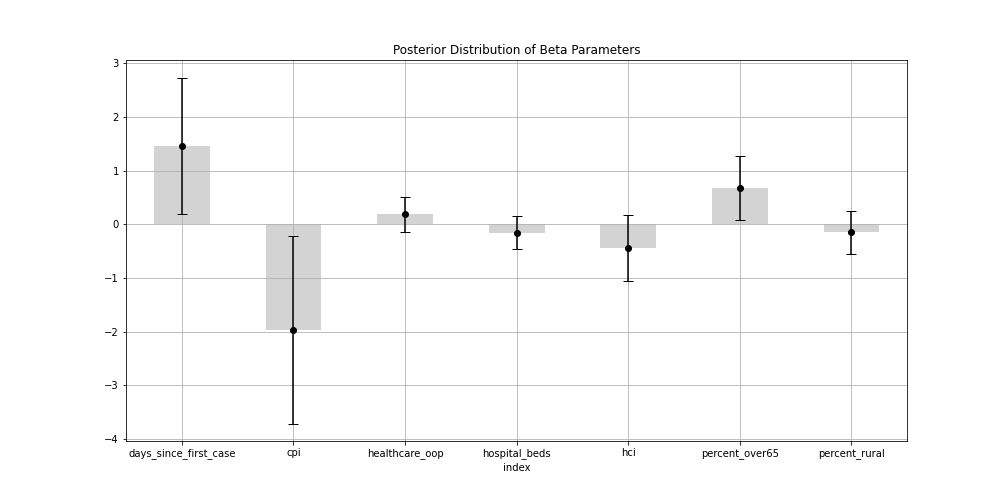 Posterior Distribution of Beta Parameters
3
2
1
0
−1
−2
−3
−4
days_since_first_case cpi healthcare_oop hospital_beds hci percent_over65 percent_rural
index